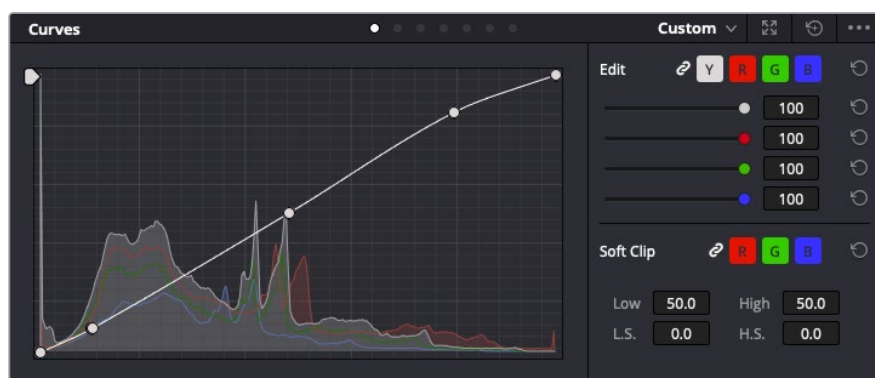 Curves Custom
Edit Y R G B
100
100
100
100
Soft Clip R G B
Low 50.0 High 50.0
L.S. 0.0 H.S. 0.0